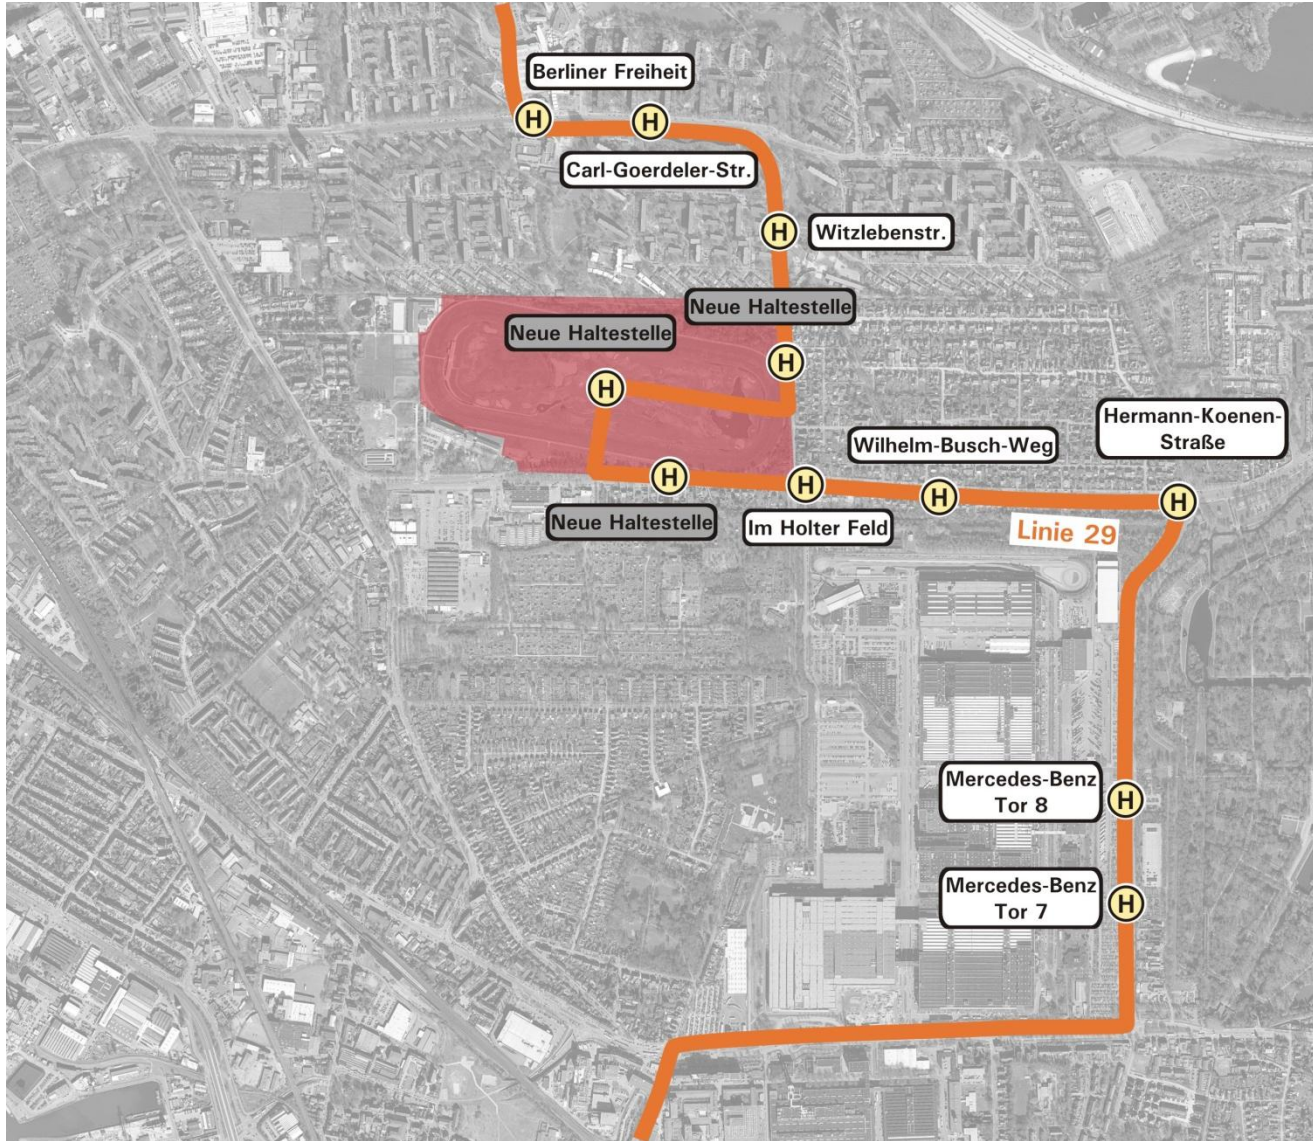 Berliner Freiheit
H
H
Carl-Goerdeler-Str.
H
Witzlebenstr.
Neue Haltestelle
Neue Haltestelle
H
H
Hermann-Koenen-
Straße
Wilhelm-Busch-Weg
H
H
H
H
Neue Haltestelle
Im Holter Feld
Linie 29
Mercedes-Benz
Tor 8
H
Mercedes-Benz
Tor 7
H